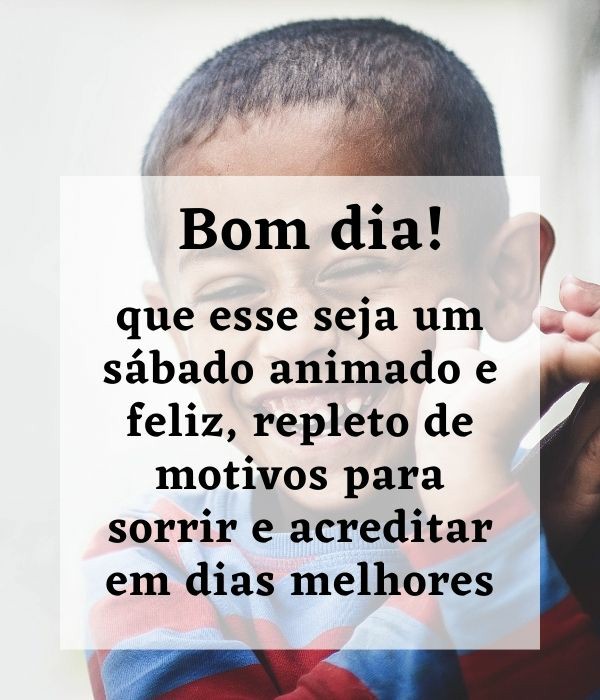 Bom dia!
que esse seja um
sábado animado e
feliz, repleto de
motivos para
sorrir e acreditar
em dias melhores